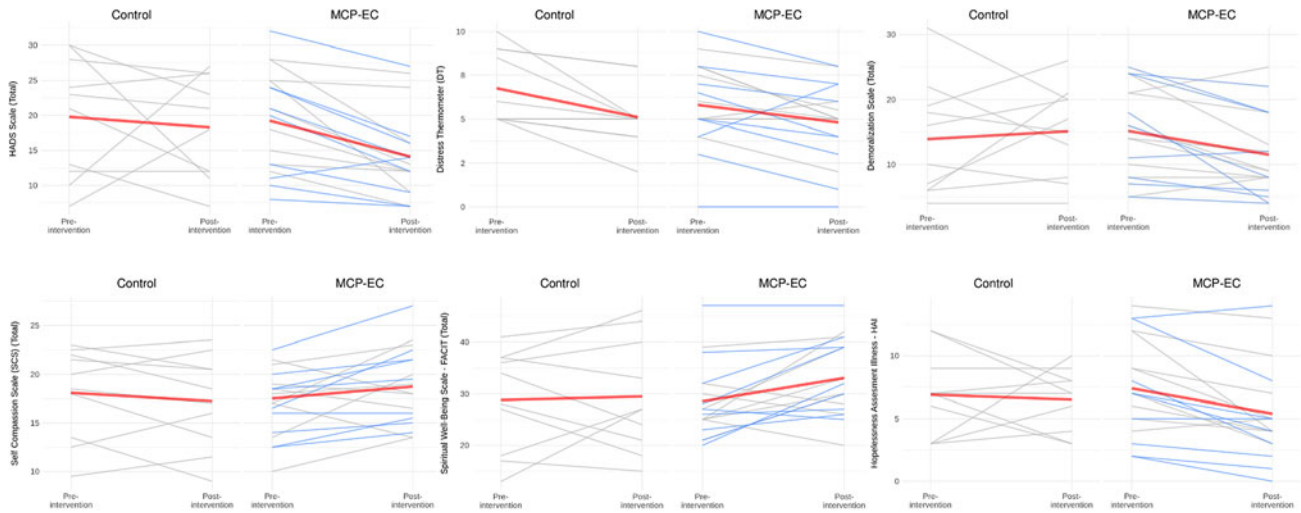 Control MCP-EC
HADS Scale (Total)
30
25
20
15
10
Pre-intervention Post-intervention Pre-intervention Post-intervention
Control MCP-EC
Distress Thermometer (DT)
10
8
5
2
0
Pre-intervention Post-intervention Pre-intervention Post-intervention
Control MCP-EC
Demoralization Scale (Total)
30
20
10
Pre-intervention Post-intervention Pre-intervention Post-intervention
Control MCP-EC
Self Compassion Scale (SCS) (Total)
25
20
15
10
Pre-intervention Post-intervention Pre-intervention Post-intervention
Control MCP-EC
Spiritual Well-Being Scale - FACIT (Total)
40
30
20
Pre-intervention Post-intervention Pre-intervention Post-intervention
Control MCP-EC
Hopelessness Assesment Illness - HAI
10
5
0
Pre-intervention Post-intervention Pre-intervention Post-intervention